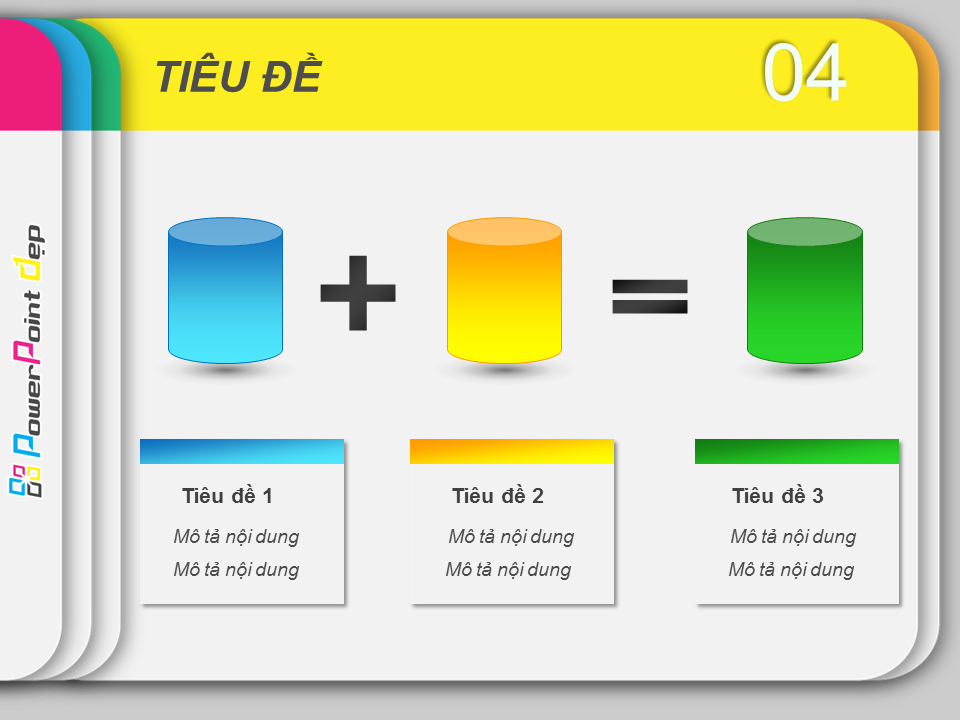 TIÊU ĐỀ
04
PowerPoint đẹp
Tiêu đề 1
Mô tả nội dung
Mô tả nội dung
Tiêu đề 2
Mô tả nội dung
Mô tả nội dung
Tiêu đề 3
Mô tả nội dung
Mô tả nội dung